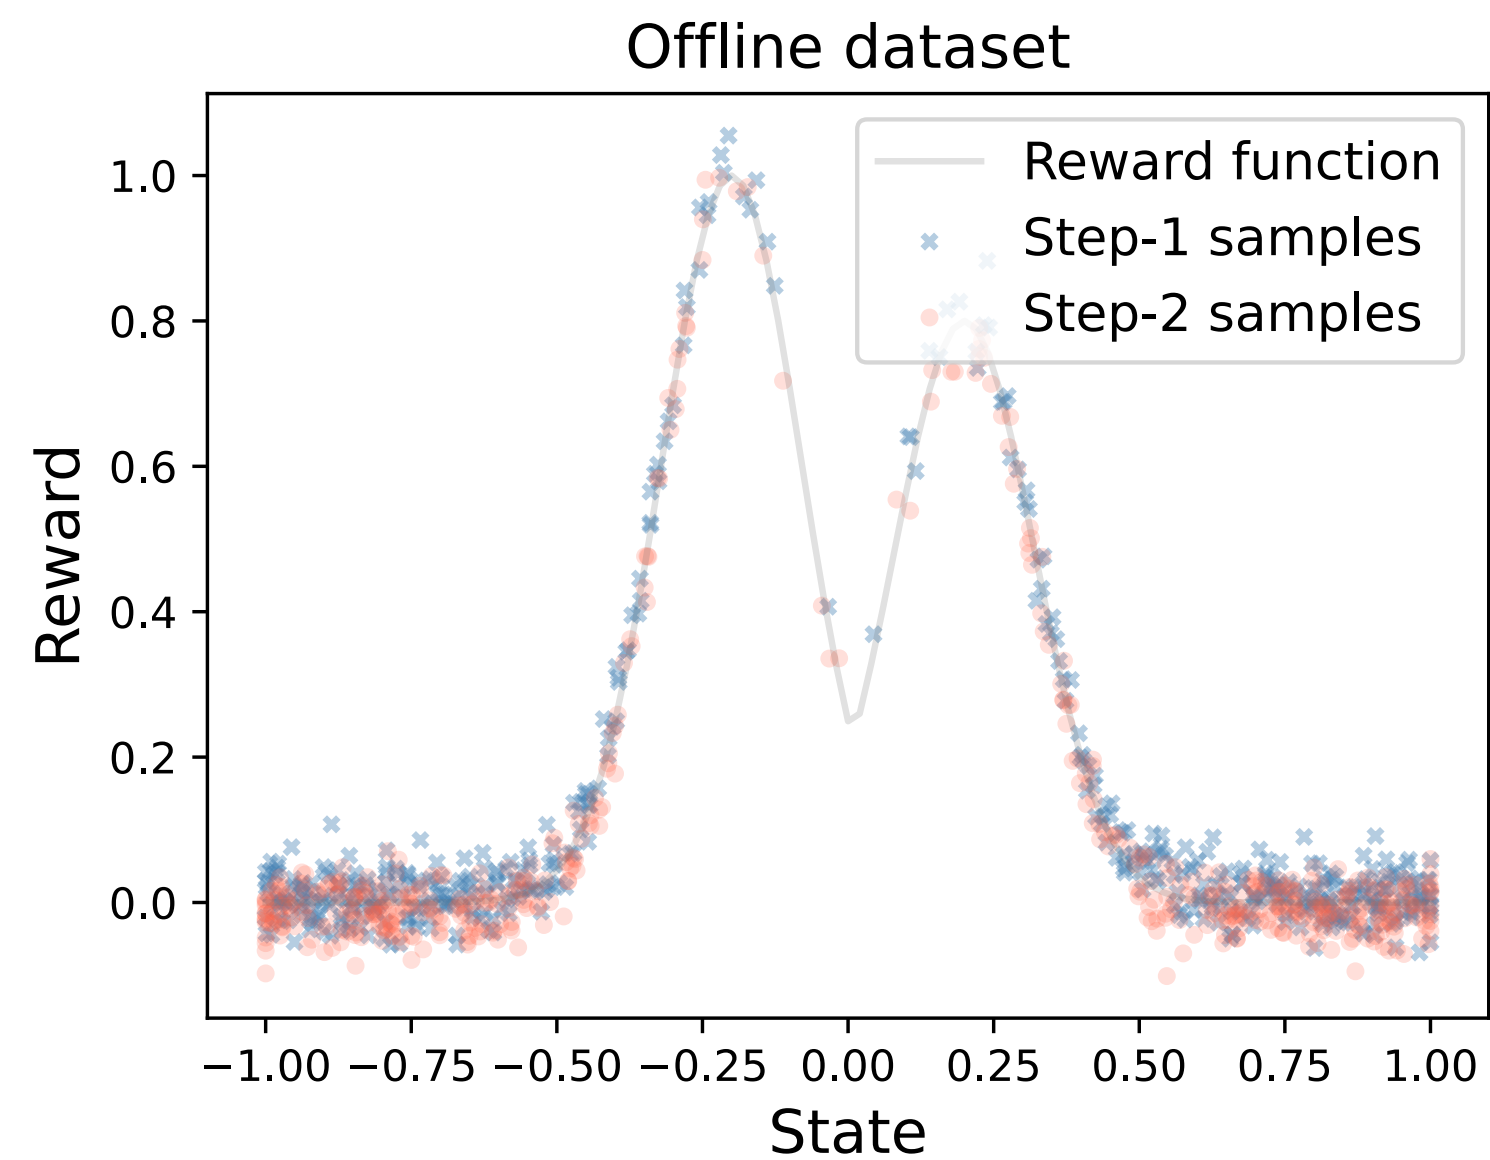 Offline dataset
Reward function
Step-1 samples
Step-2 samples
Reward
1.0
0.8
0.6
0.4
0.2
0.0
−1.00 −0.75 −0.50 −0.25 0.00 0.25 0.50 0.75 1.00
State